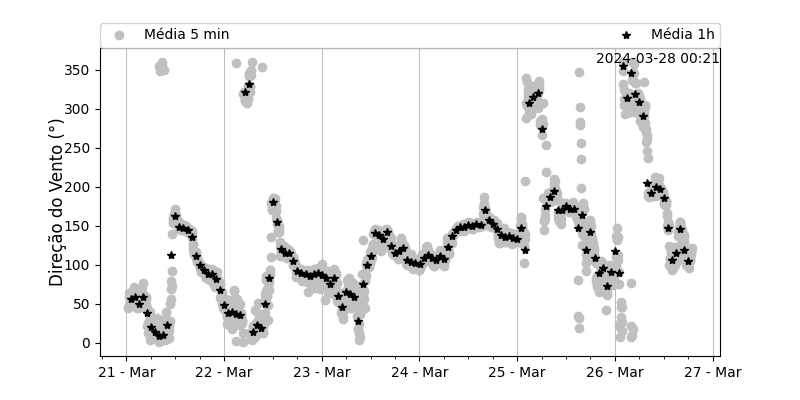 Média 5 min
Média 1h
2024-03-28 00:21
Direção do Vento (°)
350
300
250
200
150
100
50
0
21 - Mar
22 - Mar
23 - Mar
24 - Mar
25 - Mar
26 - Mar
27 - Mar